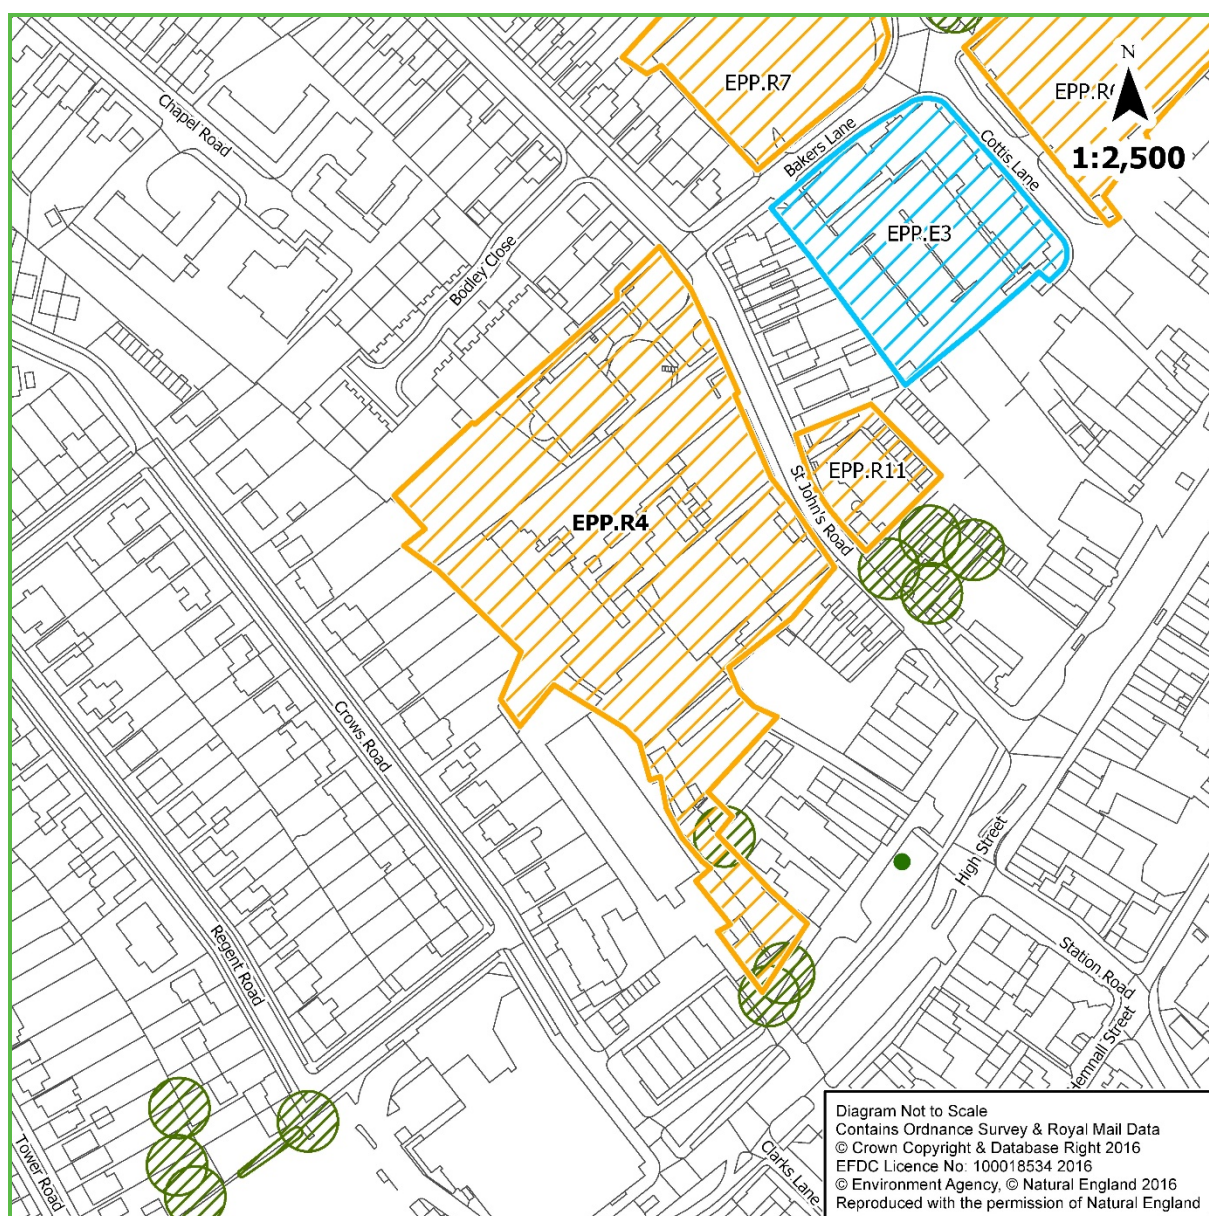 EPP.R7
N
Chapel Road
Bakers Lane
Cottis Lane
1:2,500
EPP.E3
Bodley Close
EPP.R11
St John's Road
EPP.R4
Crows Road
High Street
Regent Road
Station Road
Hemnall Street
Tower Road
Clarks Lane
Diagram Not to Scale
Contains Ordnance Survey & Royal Mail Data
© Crown Copyright & Database Right 2016
EFDC Licence No: 100018534 2016
© Environment Agency, © Natural England 2016
Reproduced with the permission of Natural England